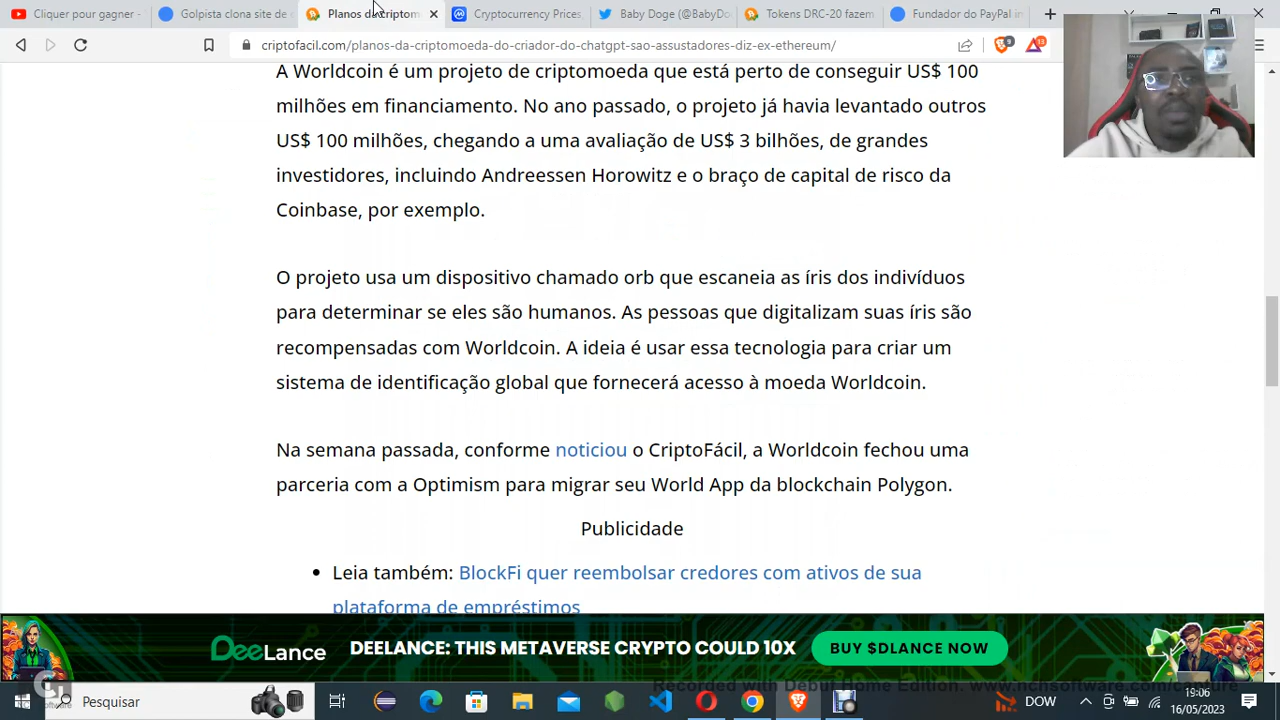 Cliquer pour gagner -
Golpista clona site de
Planos da criptom
Cryptocurrency Prices,
Baby Doge (@BabyDo
Tokens DRC-20 fazem
Fundador do PayPal in
criptofacil.com/planos-da-criptomoeda-do-criador-do-chatgpt-sao-assustadores-diz-ex-ethereum/
9
13
A Worldcoin é um projeto de criptomoeda que está perto de conseguir US$ 100
milhões em financiamento. No ano passado, o projeto já havia levantado outros
US$ 100 milhões, chegando a uma avaliação de US$ 3 bilhões, de grandes
investidores, incluindo Andreessen Horowitz e o braço de capital de risco da
Coinbase, por exemplo.
O projeto usa um dispositivo chamado orb que escaneia as íris dos indivíduos
para determinar se eles são humanos. As pessoas que digitalizam suas íris são
recompensadas com Worldcoin. A ideia é usar essa tecnologia para criar um
sistema de identificação global que fornecerá acesso à moeda Worldcoin.
Na semana passada, conforme noticiou o CriptoFácil, a Worldcoin fechou uma
parceria com a Optimism para migrar seu World App da blockchain Polygon.
Publicidade
• Leia também: BlockFi quer reembolsar credores com ativos de sua
plataforma de empréstimos
DeeLance
DEELANCE: THIS METAVERSE CRYPTO COULD 10X
BUY $DLANCE NOW
Recorded with Debut Home Edition. www.nchsoftware.com/capture
Pesquisar
DOW
19:06
16/05/2023